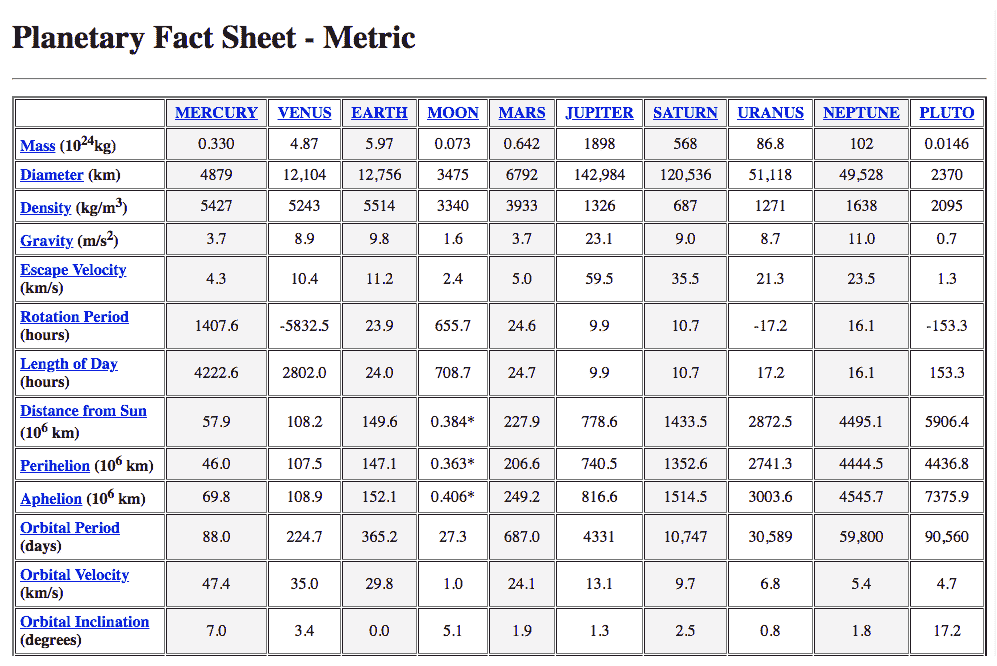 Planetary Fact Sheet - Metric
MERCURY VENUS EARTH MOON MARS JUPITER SATURN URANUS NEPTUNE PLUTO
Mass (10^24kg) 0.330 4.87 5.97 0.073 0.642 1898 568 86.8 102 0.0146
Diameter (km) 4879 12,104 12,756 3475 6792 142,984 120,536 51,118 49,528 2370
Density (kg/m^3) 5427 5243 5514 3340 3933 1326 687 1271 1638 2095
Gravity (m/s^2) 3.7 8.9 9.8 1.6 3.7 23.1 9.0 8.7 11.0 0.7
Escape Velocity
(km/s) 4.3 10.4 11.2 2.4 5.0 59.5 35.5 21.3 23.5 1.3
Rotation Period
(hours) 1407.6 -5832.5 23.9 655.7 24.6 9.9 10.7 -17.2 16.1 -153.3
Length of Day
(hours) 4222.6 2802.0 24.0 708.7 24.7 9.9 10.7 17.2 16.1 153.3
Distance from Sun
(10^6 km) 57.9 108.2 149.6 0.384* 227.9 778.6 1433.5 2872.5 4495.1 5906.4
Perihelion (10^6 km) 46.0 107.5 147.1 0.363* 206.6 740.5 1352.6 2741.3 4444.5 4436.8
Aphelion (10^6 km) 69.8 108.9 152.1 0.406* 249.2 816.6 1514.5 3003.6 4545.7 7375.9
Orbital Period
(days) 88.0 224.7 365.2 27.3 687.0 4331 10,747 30,589 59,800 90,560
Orbital Velocity
(km/s) 47.4 35.0 29.8 1.0 24.1 13.1 9.7 6.8 5.4 4.7
Orbital Inclination
(degrees) 7.0 3.4 0.0 5.1 1.9 1.3 2.5 0.8 1.8 17.2